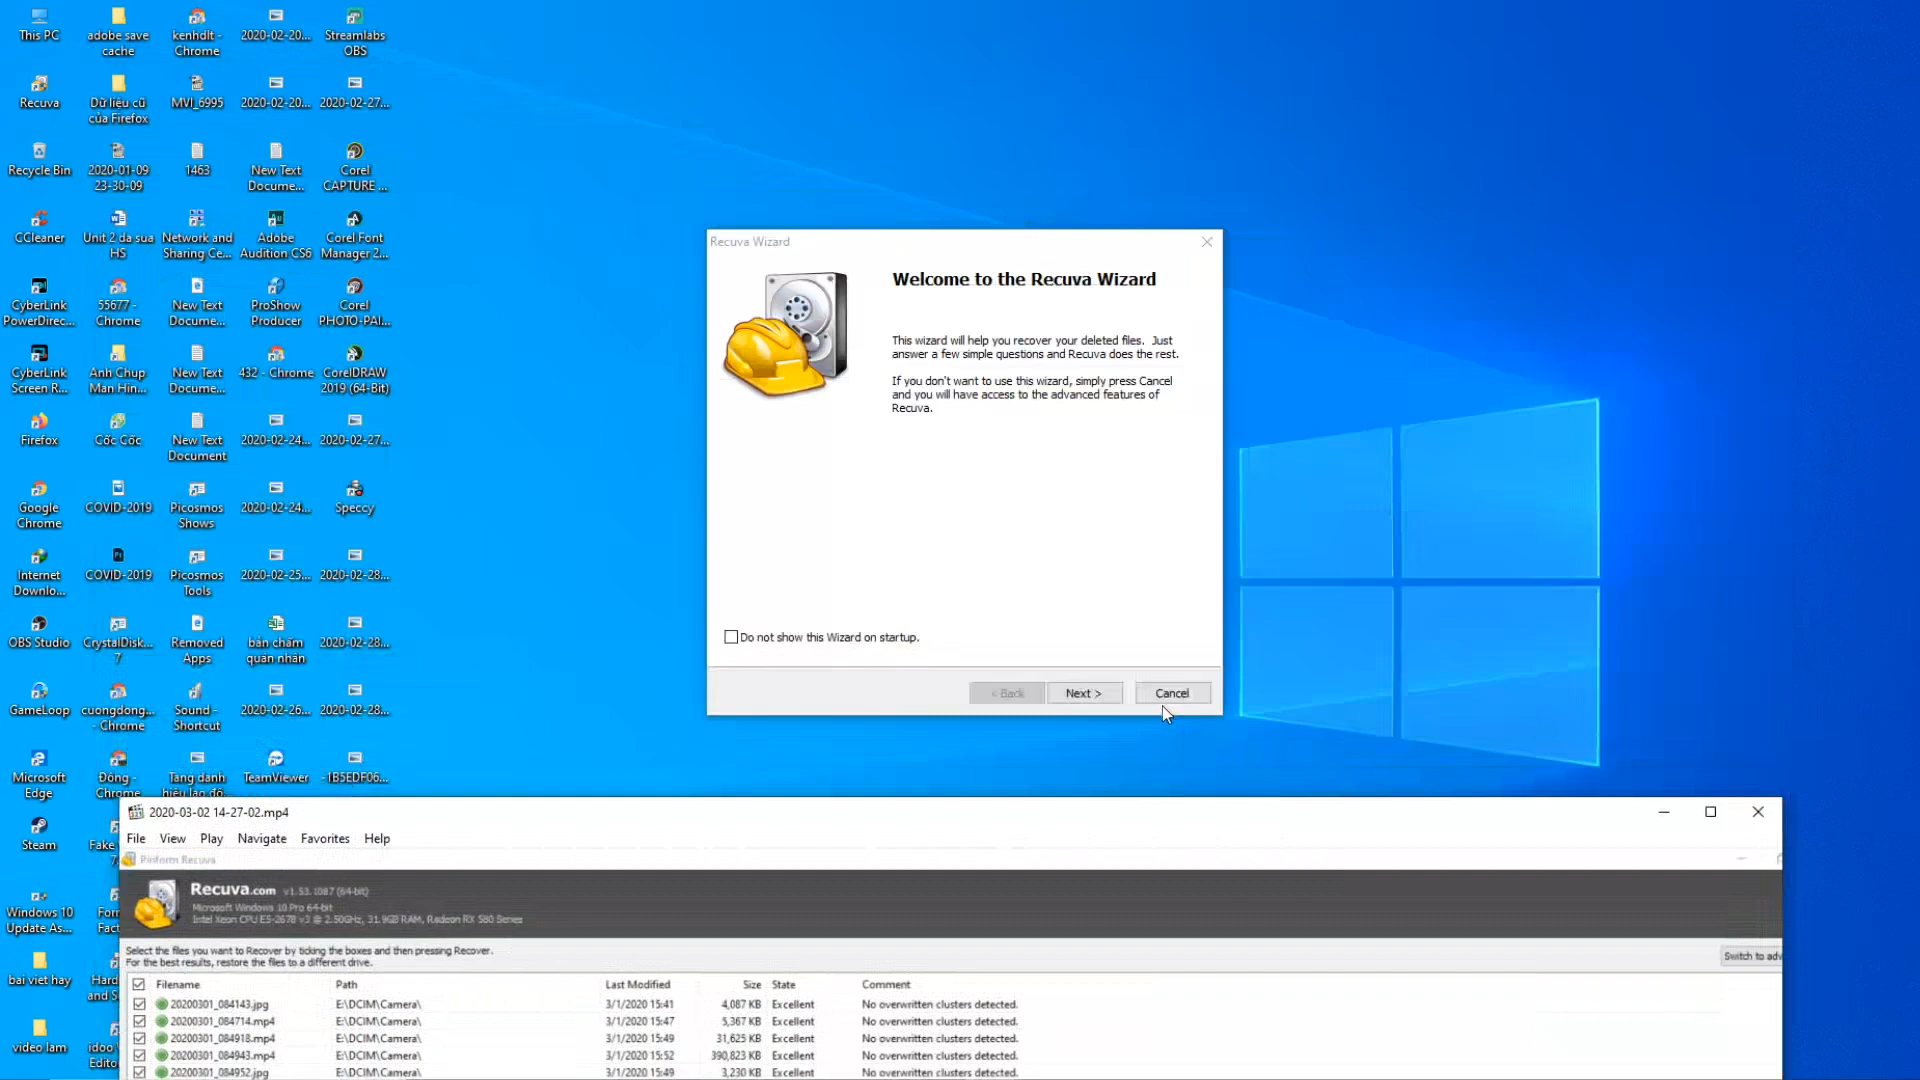 This PC
adobe save
cache
kenhdlt -
Chrome
2020-02-20...
Streamlabs
OBS
Recuva
Dữ liệu cũ
của Firefox
MVI_6995
2020-02-20...
2020-02-27...
Recycle Bin
2020-01-09
23-30-09
1463
New Text
Docume...
Corel
CAPTURE ...
CCleaner
Unit 2 da sua
HS
Network and
Sharing Ce...
Adobe
Audition CS6
Corel Font
Manager 2...
CyberLink
PowerDirec...
55677 -
Chrome
New Text
Docume...
ProShow
Producer
Corel
PHOTO-PAI...
CyberLink
Screen R...
Anh Chup
Man Hin...
New Text
Docume...
432 - Chrome
CorelDRAW
2019 (64-Bit)
Firefox
Cốc Cốc
New Text
Document
2020-02-24...
2020-02-27...
Google
Chrome
COVID-2019
Picosmos
Shows
2020-02-24...
Speccy
Internet
Downlo...
COVID-2019
Picosmos
Tools
2020-02-25...
2020-02-28...
OBS Studio
CrystalDisk...
7
Removed
Apps
bản chấm
quân nhân
2020-02-28...
GameLoop
cuongdong...
- Chrome
Sound -
Shortcut
2020-02-26...
2020-02-28...
Microsoft
Edge
Đông -
Chrome
Tang danh
hiệu lao độ...
TeamViewer
-1B5EDF06...
Steam
Fake
7
Windows 10
Update As...
Form
Fact
bai viet hay
Hard
and S
video lam
idoo
Edito
Recuva Wizard
Welcome to the Recuva Wizard
This wizard will help you recover your deleted files. Just
answer a few simple questions and Recuva does the rest.
If you don't want to use this wizard, simply press Cancel
and you will have access to the advanced features of
Recuva.
Do not show this Wizard on startup.
< Back
Next >
Cancel
2020-03-02 14-27-02.mp4
File View Play Navigate Favorites Help
Piriform Recuva
Recuva.com v1.53.1087 (64-bit)
Microsoft Windows 10 Pro 64-bit
Intel Xeon CPU E5-2678 v3 @ 2.50GHz, 31.9GB RAM, Radeon RX 580 Series
Select the files you want to Recover by ticking the boxes and then pressing Recover.
For the best results, restore the files to a different drive.
Switch to adv
Filename Path Last Modified Size State Comment
20200301_084143.jpg E:\DCIM\Camera\ 3/1/2020 15:41 4,087 KB Excellent No overwritten clusters detected.
20200301_084714.mp4 E:\DCIM\Camera\ 3/1/2020 15:47 5,367 KB Excellent No overwritten clusters detected.
20200301_084918.mp4 E:\DCIM\Camera\ 3/1/2020 15:49 31,625 KB Excellent No overwritten clusters detected.
20200301_084943.mp4 E:\DCIM\Camera\ 3/1/2020 15:52 390,823 KB Excellent No overwritten clusters detected.
20200301_084952.jpg E:\DCIM\Camera\ 3/1/2020 15:49 3,230 KB Excellent No overwritten clusters detected.